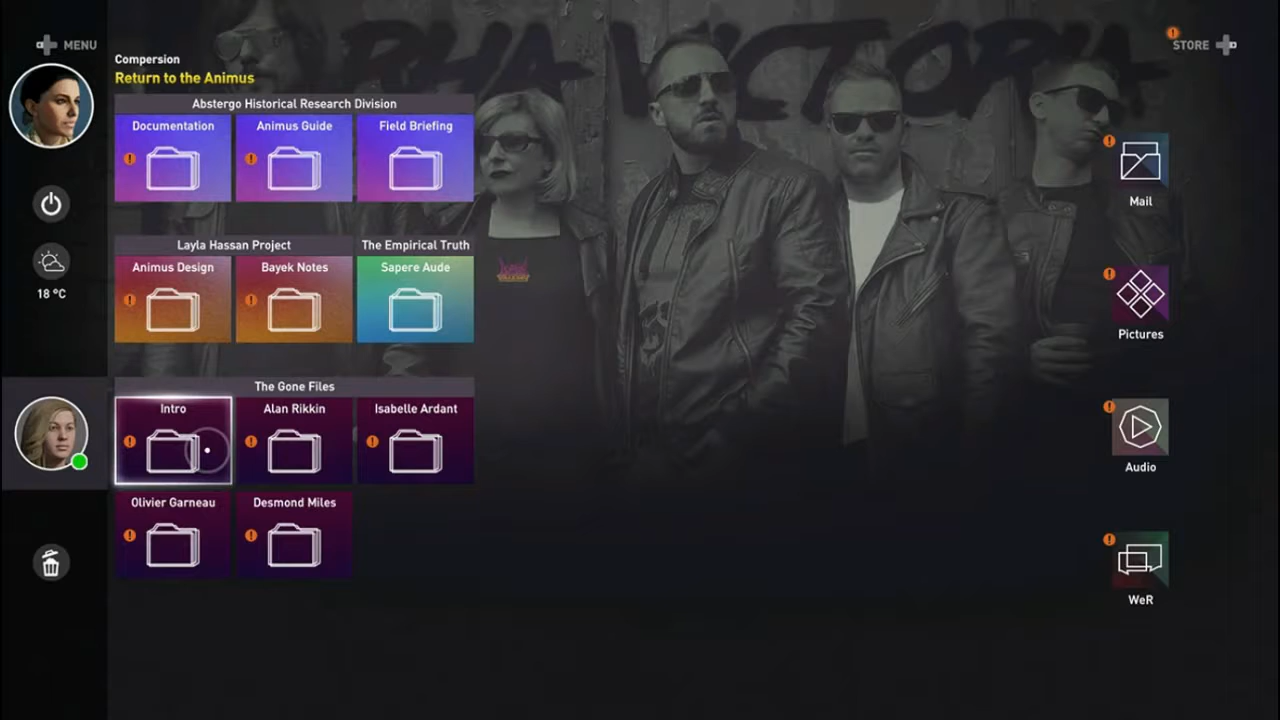 MENU
STORE
Compersion
Return to the Animus
Abstergo Historical Research Division
Documentation
Animus Guide
Field Briefing
Layla Hassan Project
The Empirical Truth
Animus Design
Bayek Notes
Sapere Aude
18 °C
The Gone Files
Intro
Alan Rikkin
Isabelle Ardant
Olivier Garneau
Desmond Miles
Mail
Pictures
Audio
WeR